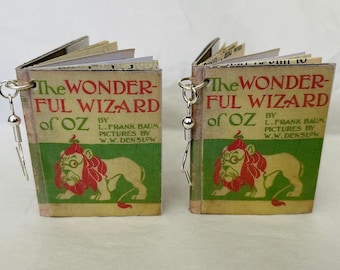 The WONDER-
FUL WIZARD
OF OZ BY
L. FRANK BAUM
PICTURES BY
W. W. DENSLOW
The WONDER-
FUL WIZARD
OF OZ BY
L. FRANK BAUM
PICTURES BY
W. W. DENSLOW